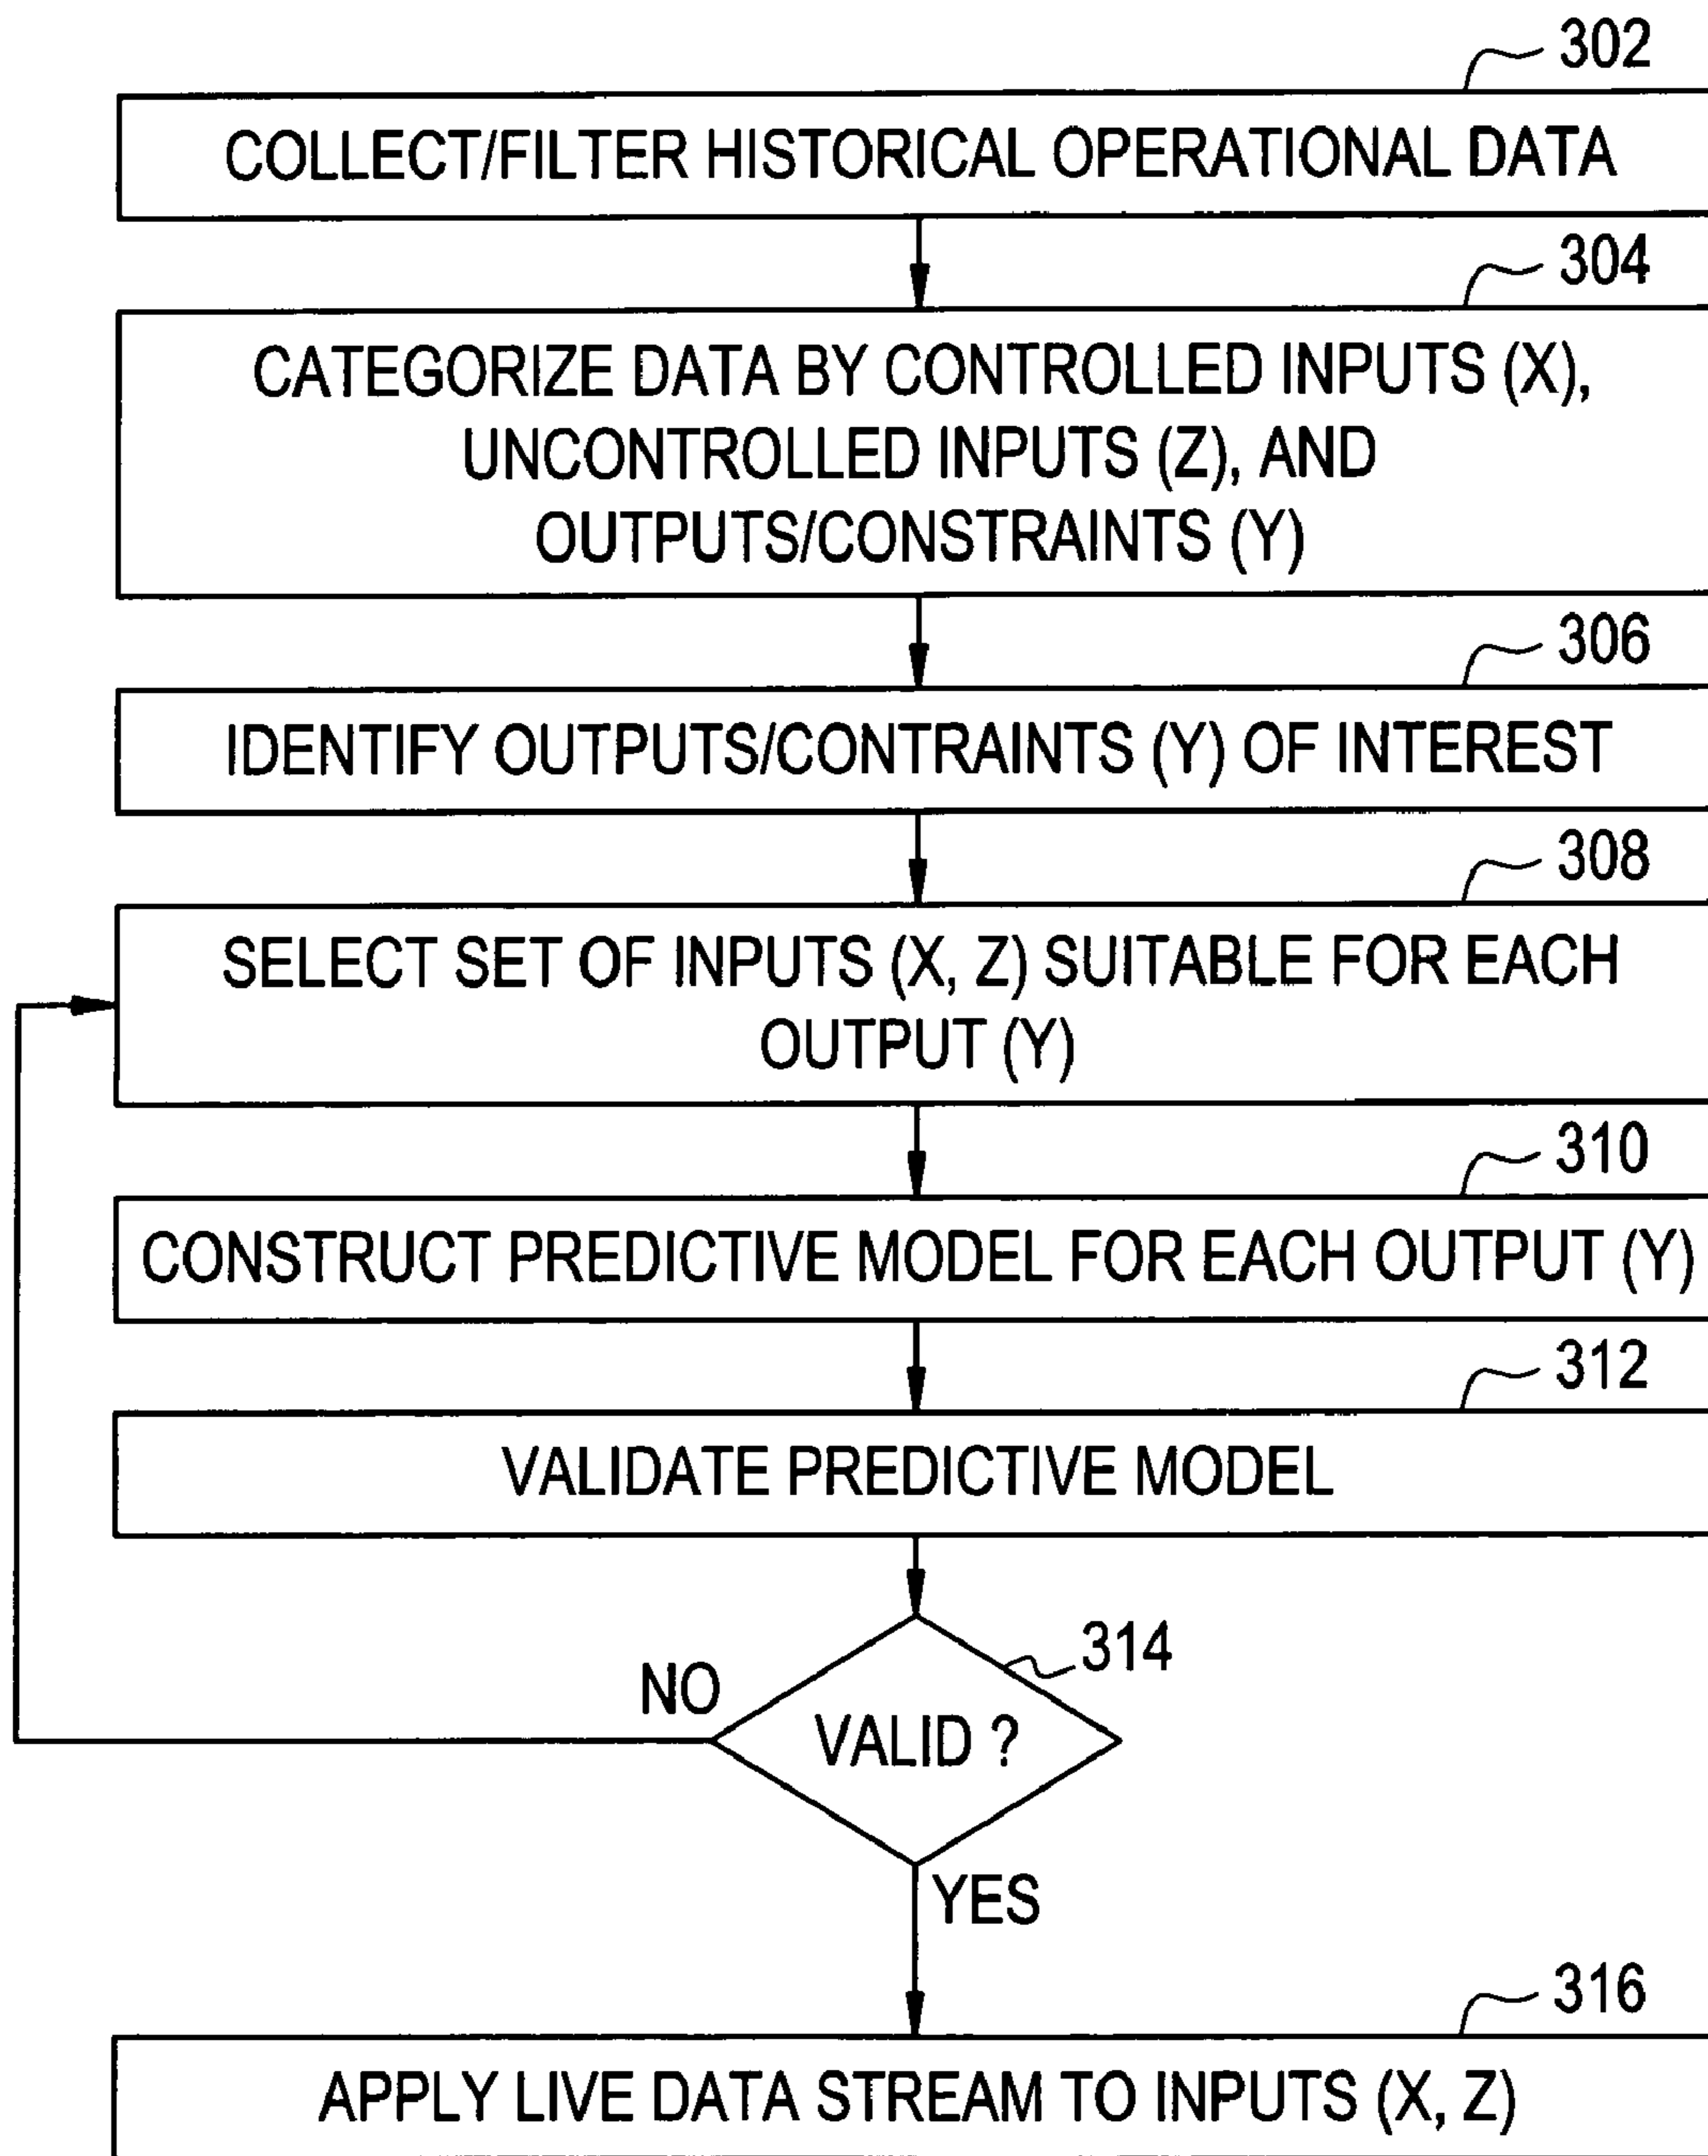 302
COLLECT/FILTER HISTORICAL OPERATIONAL DATA
304
CATEGORIZE DATA BY CONTROLLED INPUTS (X),
UNCONTROLLED INPUTS (Z), AND
OUTPUTS/CONSTRAINTS (Y)
306
IDENTIFY OUTPUTS/CONTRAINTS (Y) OF INTEREST
308
SELECT SET OF INPUTS (X, Z) SUITABLE FOR EACH
OUTPUT (Y)
310
CONSTRUCT PREDICTIVE MODEL FOR EACH OUTPUT (Y)
312
VALIDATE PREDICTIVE MODEL
314
NO
VALID ?
YES
316
APPLY LIVE DATA STREAM TO INPUTS (X, Z)